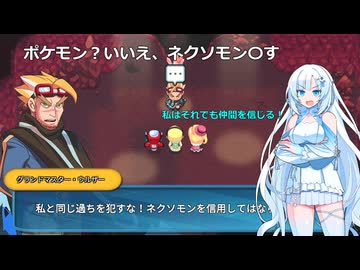 ポケモン？いいえ、ネクソモン〇す
私はそれでも仲間を信じる！
グランドマスター・ウルザー
私と同じ過ちを犯すな！ネクソモンを信用してはな